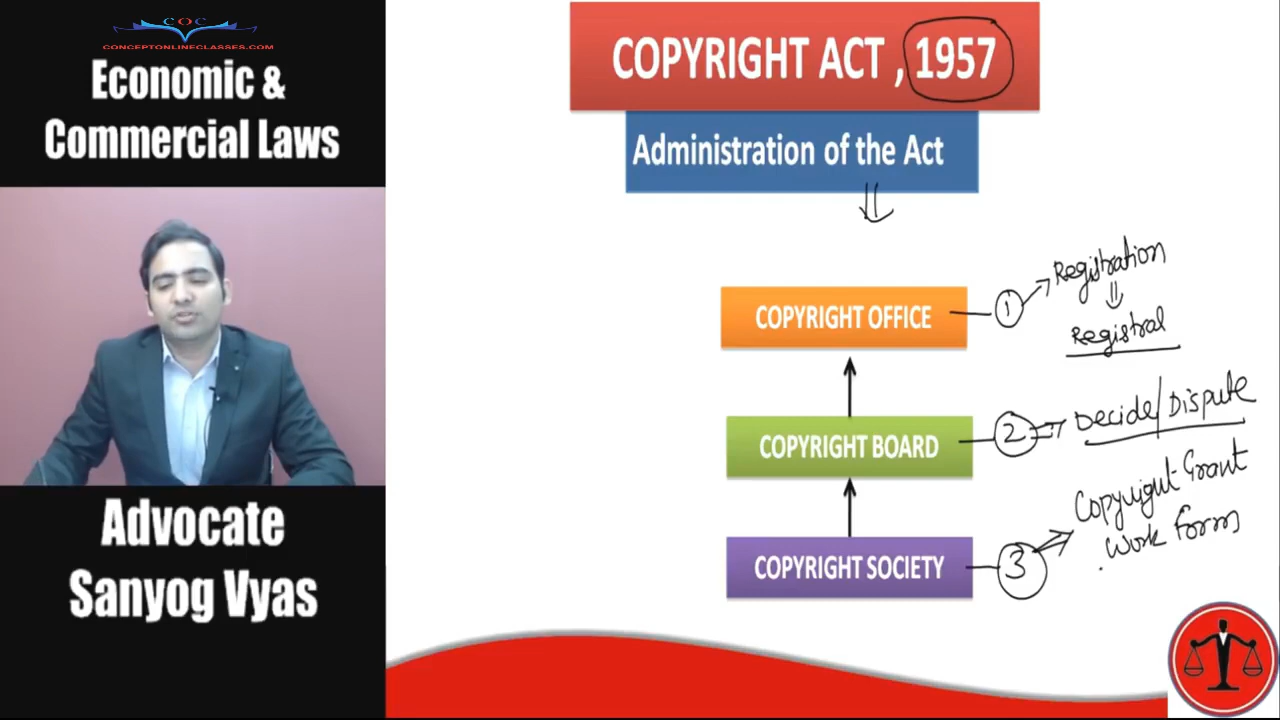 COC
CONCEPTONLINECLASSES.COM
Economic &
Commercial Laws
Advocate
Sanyog Vyas
COPYRIGHT ACT , 1957
Administration of the Act
COPYRIGHT OFFICE
1
Registration
Registral
COPYRIGHT BOARD
2
Decide/Dispute
COPYRIGHT SOCIETY
3
Copyright Grant
Work Form